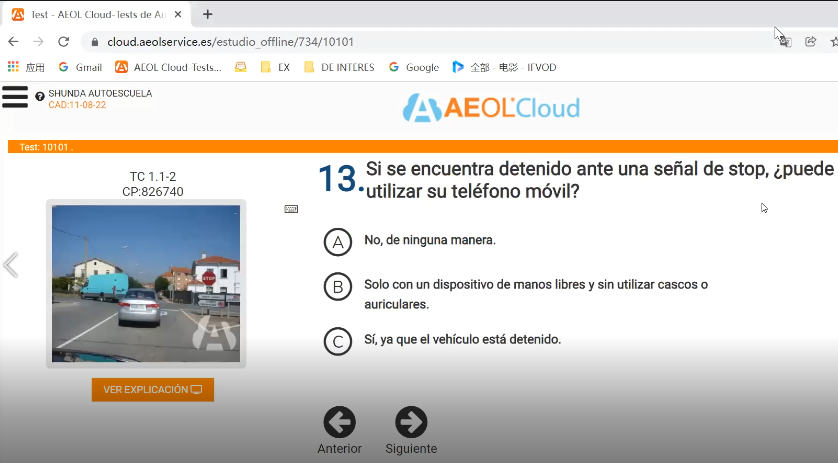 Test - AEOL Cloud-Tests de Au
cloud.aeolservice.es/estudio_offline/734/10101
应用 Gmail AEOL Cloud-Tests... EX DE INTERES Google 全部 - 电影 - IFVOD
SHUNDA AUTOESCUELA
CAD:11-08-22
AEOL Cloud
Test: 10101 .
TC 1.1-2
CP:826740
STOP
VER EXPLICACIÓN
13. Si se encuentra detenido ante una señal de stop, ¿puede
utilizar su teléfono móvil?
A No, de ninguna manera.
B Solo con un dispositivo de manos libres y sin utilizar cascos o
auriculares.
C Sí, ya que el vehículo está detenido.
Anterior Siguiente